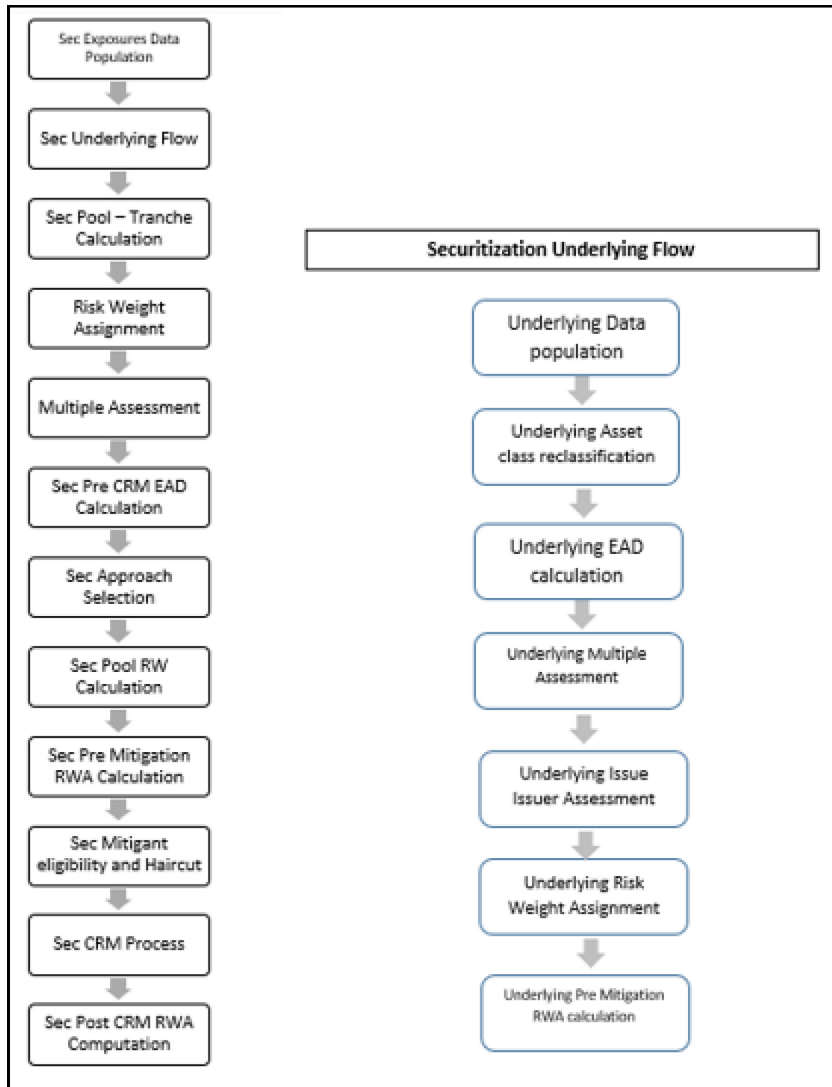 Sec Exposures Data
Population
Sec Underlying Flow
Sec Pool – Tranche
Calculation
Risk Weight
Assignment
Multiple Assessment
Sec Pre CRM EAD
Calculation
Sec Approach
Selection
Sec Pool RW
Calculation
Sec Pre Mitigation
RWA Calculation
Sec Mitigant
eligibility and Haircut
Sec CRM Process
Sec Post CRM RWA
Computation
Securitization Underlying Flow
Underlying Data
population
Underlying Asset
class reclassification
Underlying EAD
calculation
Underlying Multiple
Assessment
Underlying Issue
Issuer Assessment
Underlying Risk
Weight Assignment
Underlying Pre Mitigation
RWA calculation